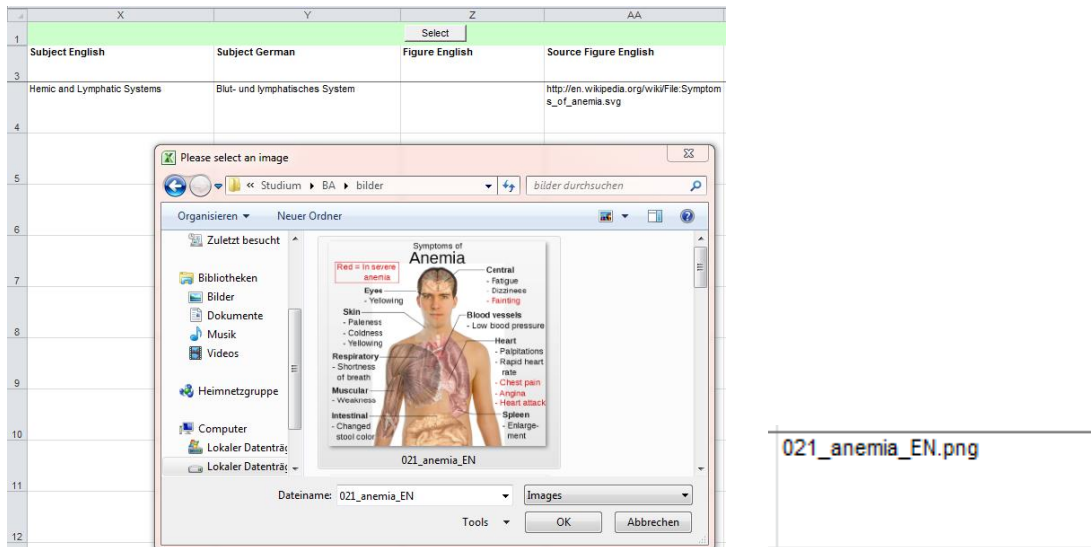 X Y Z AA
1 Select
3 Subject English Subject German Figure English Source Figure English
4 Hemic and Lymphatic Systems Blut- und lymphatisches System http://en.wikipedia.org/wiki/File:Symptom
s_of_anemia.svg
5
6
7
8
9
10
11
12
Please select an image
« Studium BA bilder
bilder durchsuchen
Organisieren Neuer Ordner
Zuletzt besucht
Bibliotheken
Bilder
Dokumente
Musik
Videos
Heimnetzgruppe
Computer
Lokaler Datenträg
Lokaler Datenträg
Symptoms of
Anemia
Red = In severe
anemia
Eyes
- Yellowing
Skin
- Paleness
- Coldness
- Yellowing
Respiratory
- Shortness
of breath
Muscular
- Weakness
Intestinal
- Changed
stool color
Central
- Fatigue
- Dizziness
- Fainting
Blood vessels
- Low bood pressure
Heart
- Palpitations
- Rapid heart
rate
- Chest pain
- Angina
- Heart attack
Spleen
- Enlarge-
ment
021_anemia_EN
Dateiname: 021_anemia_EN Images
Tools OK Abbrechen
021_anemia_EN.png